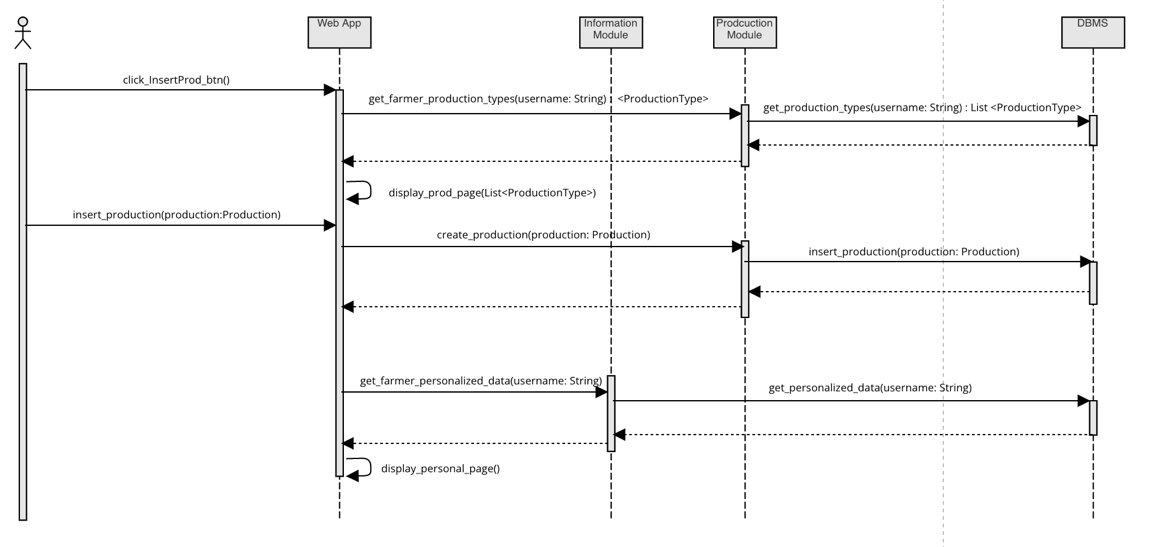 Web App
Information
Module
Prodcuction
Module
DBMS
click_InsertProd_btn()
get_farmer_production_types(username: String) : <ProductionType>
get_production_types(username: String) : List <ProductionType>
display_prod_page(List<ProductionType>)
insert_production(production:Production)
create_production(production: Production)
insert_production(production: Production)
get_farmer_personalized_data(username: String)
get_personalized_data(username: String)
display_personal_page()